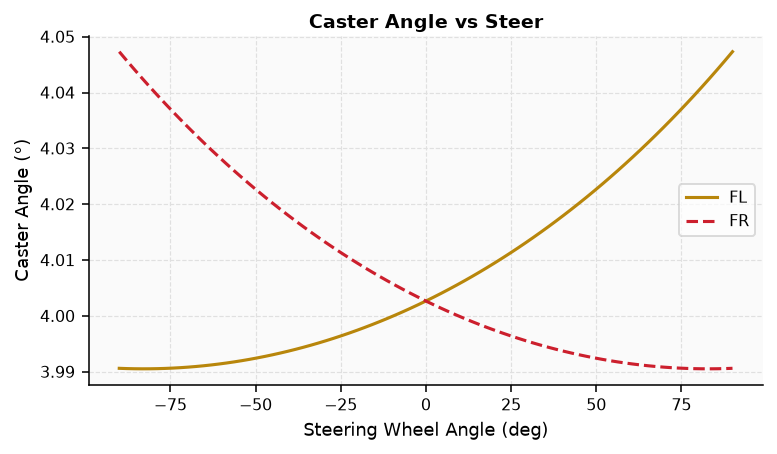 Caster Angle vs Steer
Caster Angle (°)
4.05
4.04
4.03
4.02
4.01
4.00
3.99
−75
−50
−25
0
25
50
75
Steering Wheel Angle (deg)
FL
FR